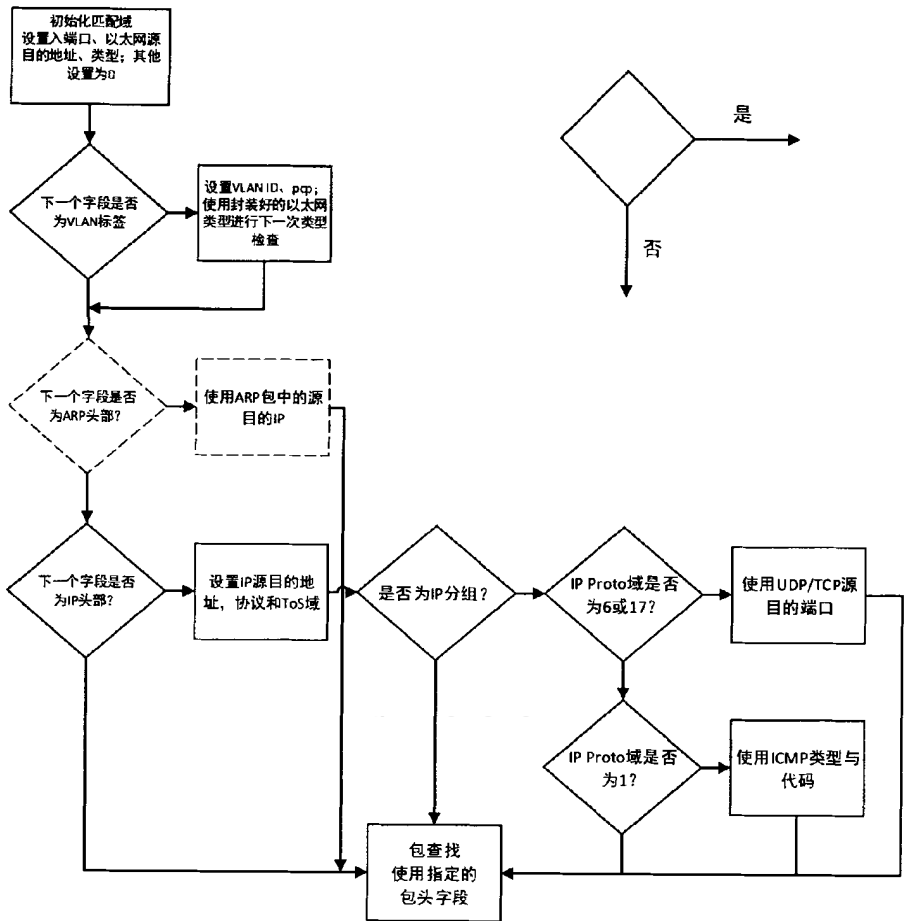 初始化匹配域
设置入端口、以太网源
目的地址、类型；其他
设置为0
是
否
下一个字段是否
为VLAN标签
设置VLAN ID、pcp；
使用封装好的以太网
类型进行下一次类型
检查
下一个字段是否
为ARP头部？
使用ARP包中的源
目的IP
下一个字段是否
为IP头部？
设置IP源目的地
址，协议和ToS域
是否为IP分组？
IP Proto域是否
为6或17？
使用UDP/TCP源
目的端口
IP Proto域是否
为1？
使用ICMP类型与
代码
包查找
使用指定的
包头字段